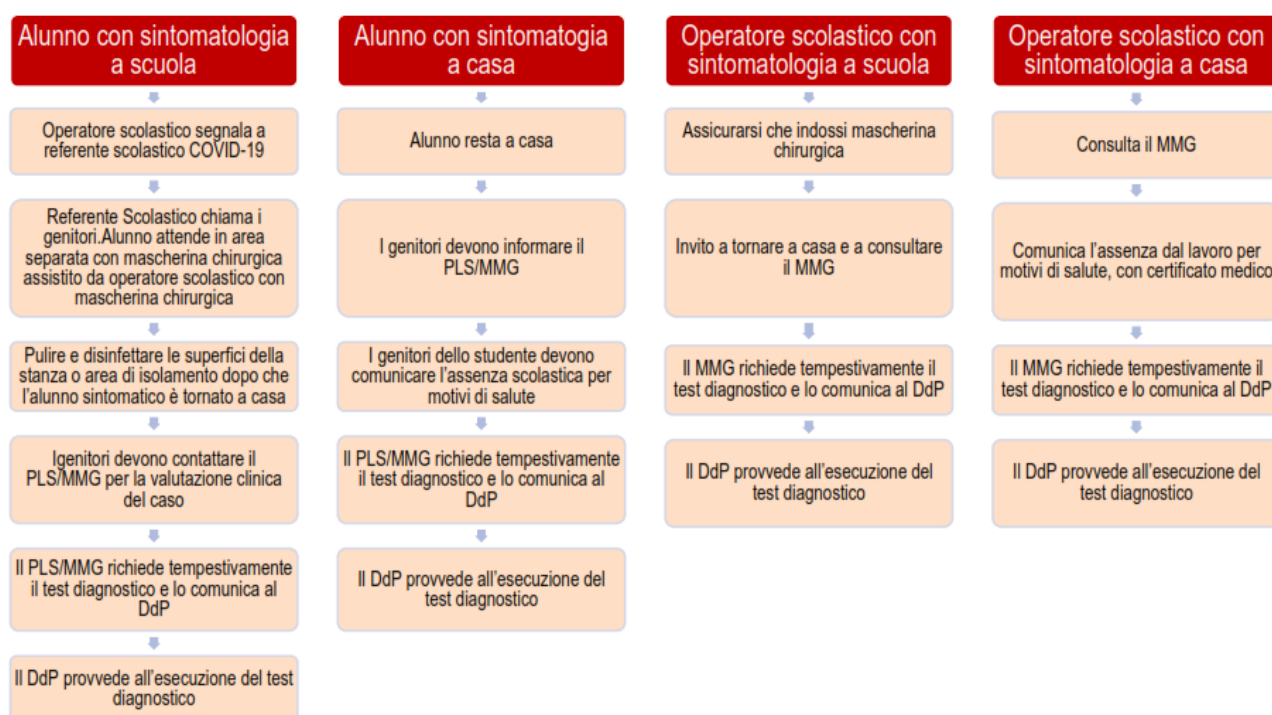 Alunno con sintomatologia
a scuola
Operatore scolastico segnala a
referente scolastico COVID-19
Referente Scolastico chiama i
genitori.Alunno attende in area
separata con mascherina chirurgica
assistito da operatore scolastico con
mascherina chirurgica
Pulire e disinfettare le superfici della
stanza o area di isolamento dopo che
l'alunno sintomatico è tornato a casa
Igenitori devono contattare il
PLS/MMG per la valutazione clinica
del caso
Il PLS/MMG richiede tempestivamente
il test diagnostico e lo comunica al
DdP
Il DdP provvede all'esecuzione del test
diagnostico
Alunno con sintomatogia
a casa
Alunno resta a casa
I genitori devono informare il
PLS/MMG
I genitori dello studente devono
comunicare l'assenza scolastica per
motivi di salute
Il PLS/MMG richiede tempestivamente
il test diagnostico e lo comunica al
DdP
Il DdP provvede all'esecuzione del
test diagnostico
Operatore scolastico con
sintomatologia a scuola
Assicurarsi che indossi mascherina
chirurgica
Invito a tornare a casa e a consultare
il MMG
Il MMG richiede tempestivamente il
test diagnostico e lo comunica al DdP
Il DdP provvede all'esecuzione del
test diagnostico
Operatore scolastico con
sintomatologia a casa
Consulta il MMG
Comunica l'assenza dal lavoro per
motivi di salute, con certificato medico
Il MMG richiede tempestivamente il
test diagnostico e lo comunica al DdP
Il DdP provvede all'esecuzione del
test diagnostico